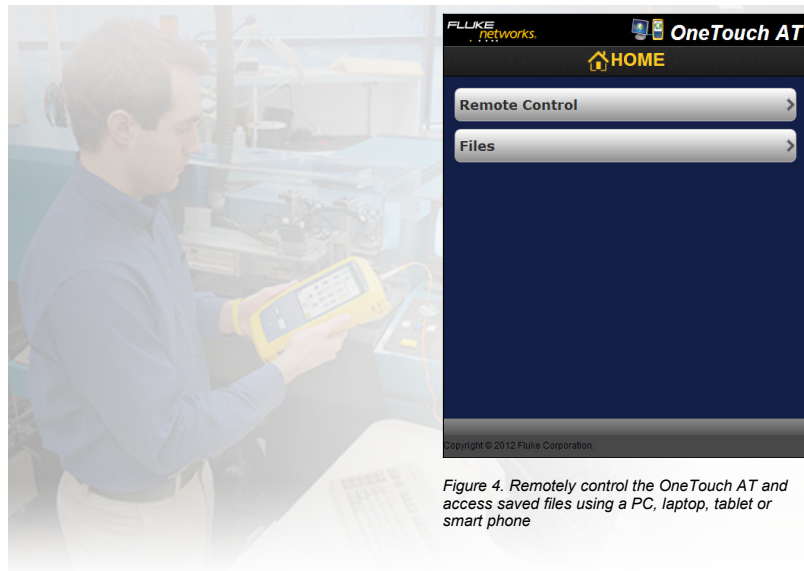 FLUKE
networks.
OneTouch AT
HOME
Remote Control
Files
Copyright © 2012 Fluke Corporation.
Figure 4. Remotely control the OneTouch AT and
access saved files using a PC, laptop, tablet or
smart phone